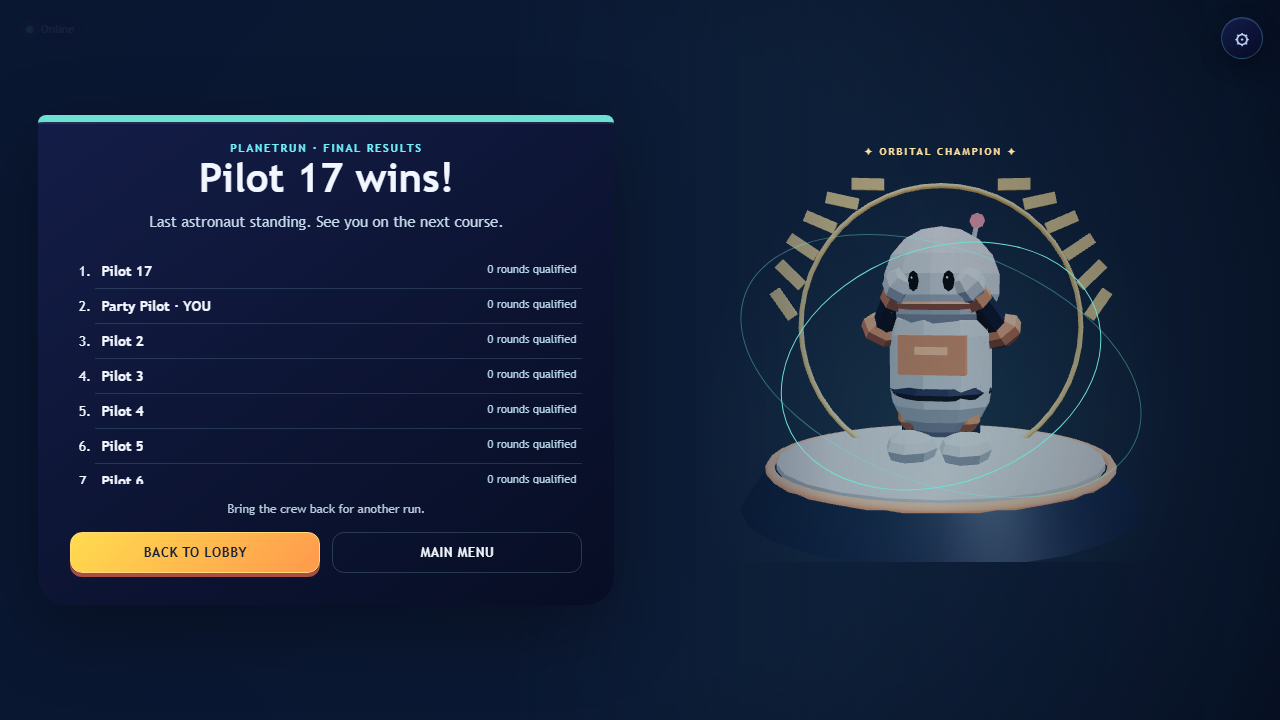 Online
PLANETRUN · FINAL RESULTS
Pilot 17 wins!
Last astronaut standing. See you on the next course.
1. Pilot 17 0 rounds qualified
2. Party Pilot · YOU 0 rounds qualified
3. Pilot 2 0 rounds qualified
4. Pilot 3 0 rounds qualified
5. Pilot 4 0 rounds qualified
6. Pilot 5 0 rounds qualified
7. Pilot 6 0 rounds qualified
Bring the crew back for another run.
BACK TO LOBBY
MAIN MENU
✦ ORBITAL CHAMPION ✦